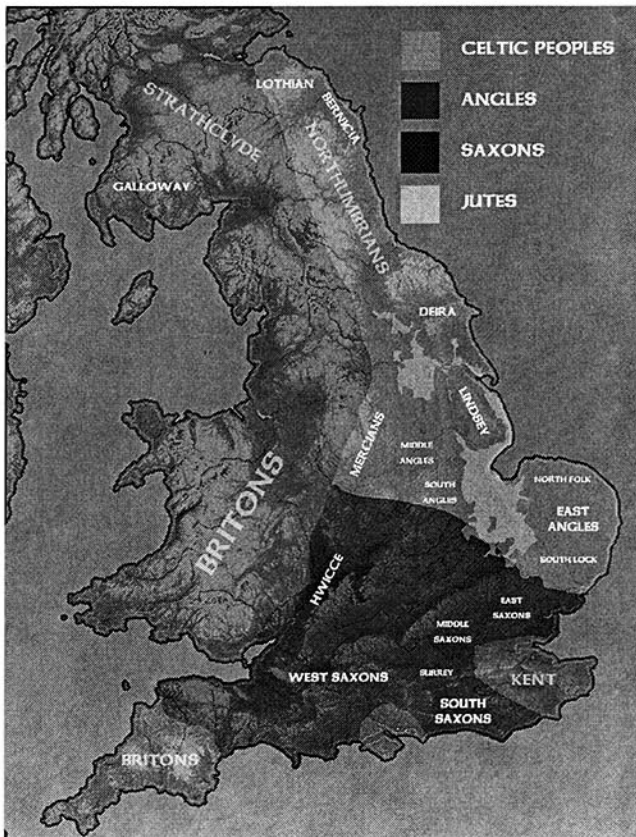 CELTIC PEOPLES
ANGLES
SAXONS
JUTES
LOTHIAN
BERNICIA
STRATHCLYDE
NORTHUMBRIANS
GALLOWAY
DEIRA
LINDSEY
MERCIANS
MIDDLE
ANGLES
SOUTH
ANGLES
NORTH FOLK
EAST
ANGLES
SOUTH LOCK
BRITONS
HWICCE
EAST
SAXONS
MIDDLE
SAXONS
WEST SAXONS
SURREY
KENT
SOUTH
SAXONS
BRITONS